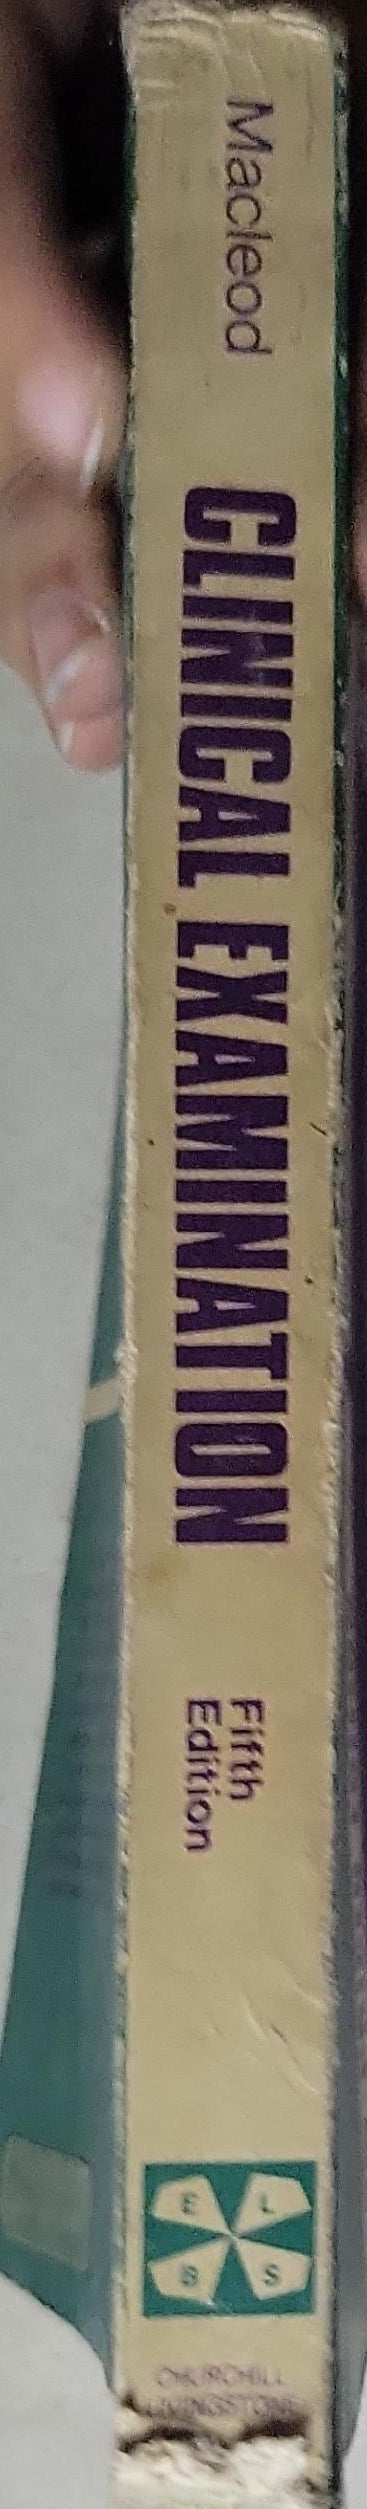 Macleod
CLINICAL EXAMINATION
Fifth
Edition
E L
B S
CHURCHILL
LIVINGSTONE